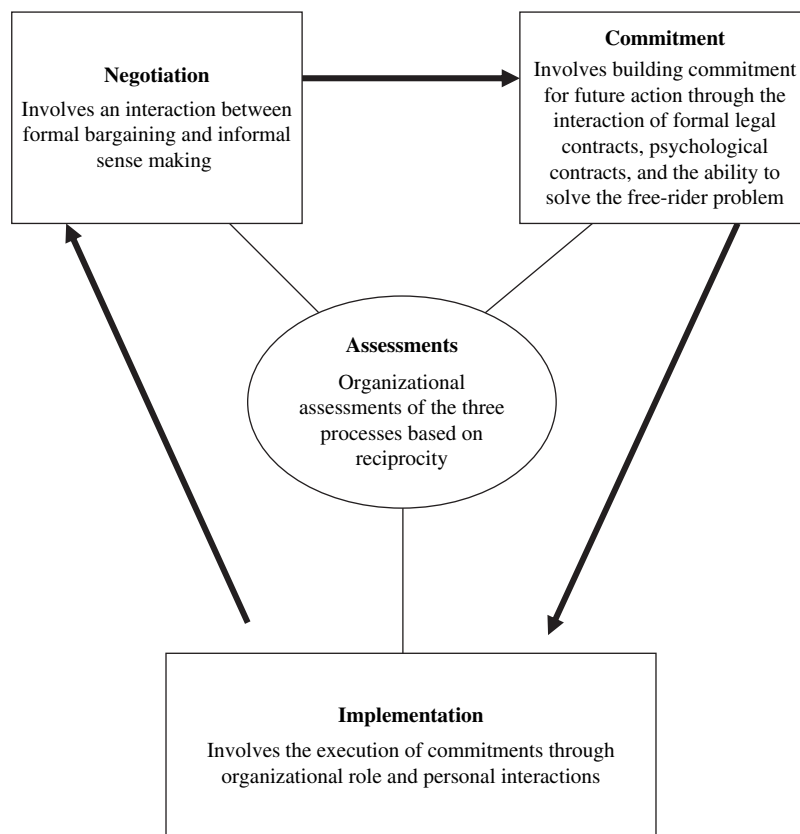 Negotiation
Involves an interaction between
formal bargaining and informal
sense making
Commitment
Involves building commitment
for future action through the
interaction of formal legal
contracts, psychological
contracts, and the ability to
solve the free-rider problem
Assessments
Organizational
assessments of the three
processes based on
reciprocity
Implementation
Involves the execution of commitments through
organizational role and personal interactions